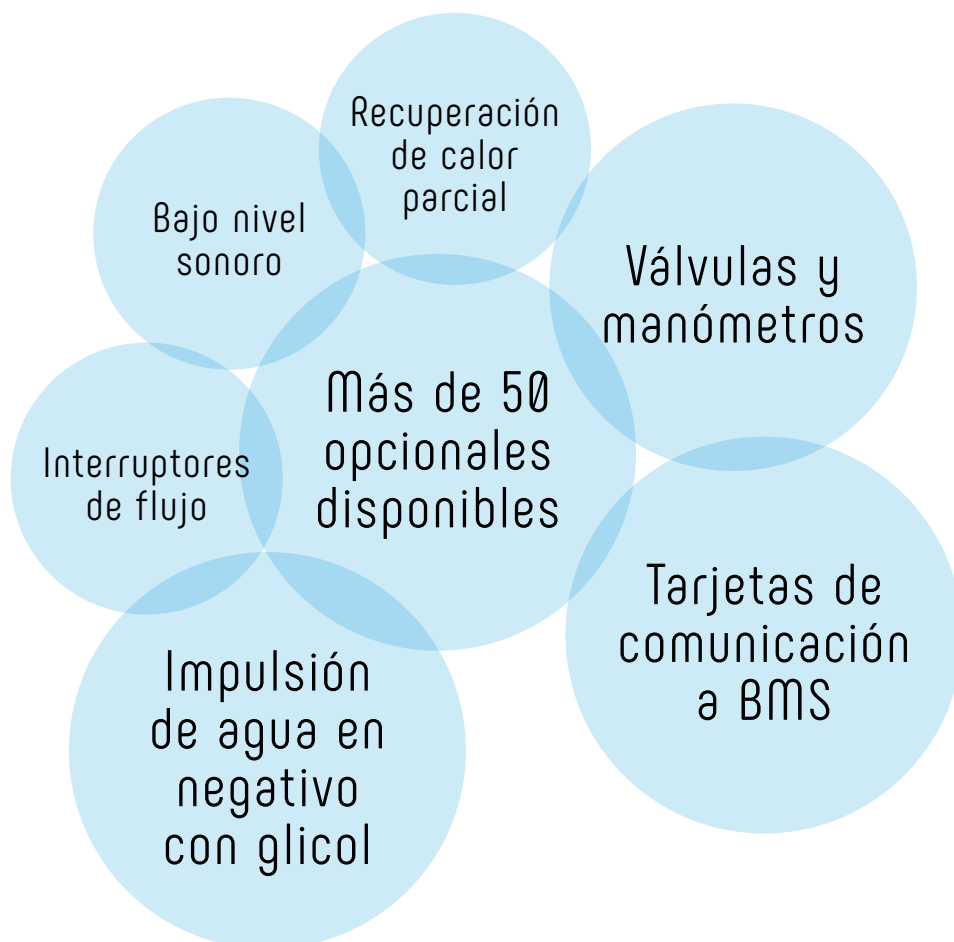 Recuperación
de calor
parcial
Bajo nivel
sonoro
Válvulas y
manómetros
Más de 50
opcionales
disponibles
Interruptores
de flujo
Tarjetas de
comunicación
a BMS
Impulsión
de agua en
negativo
con glicol